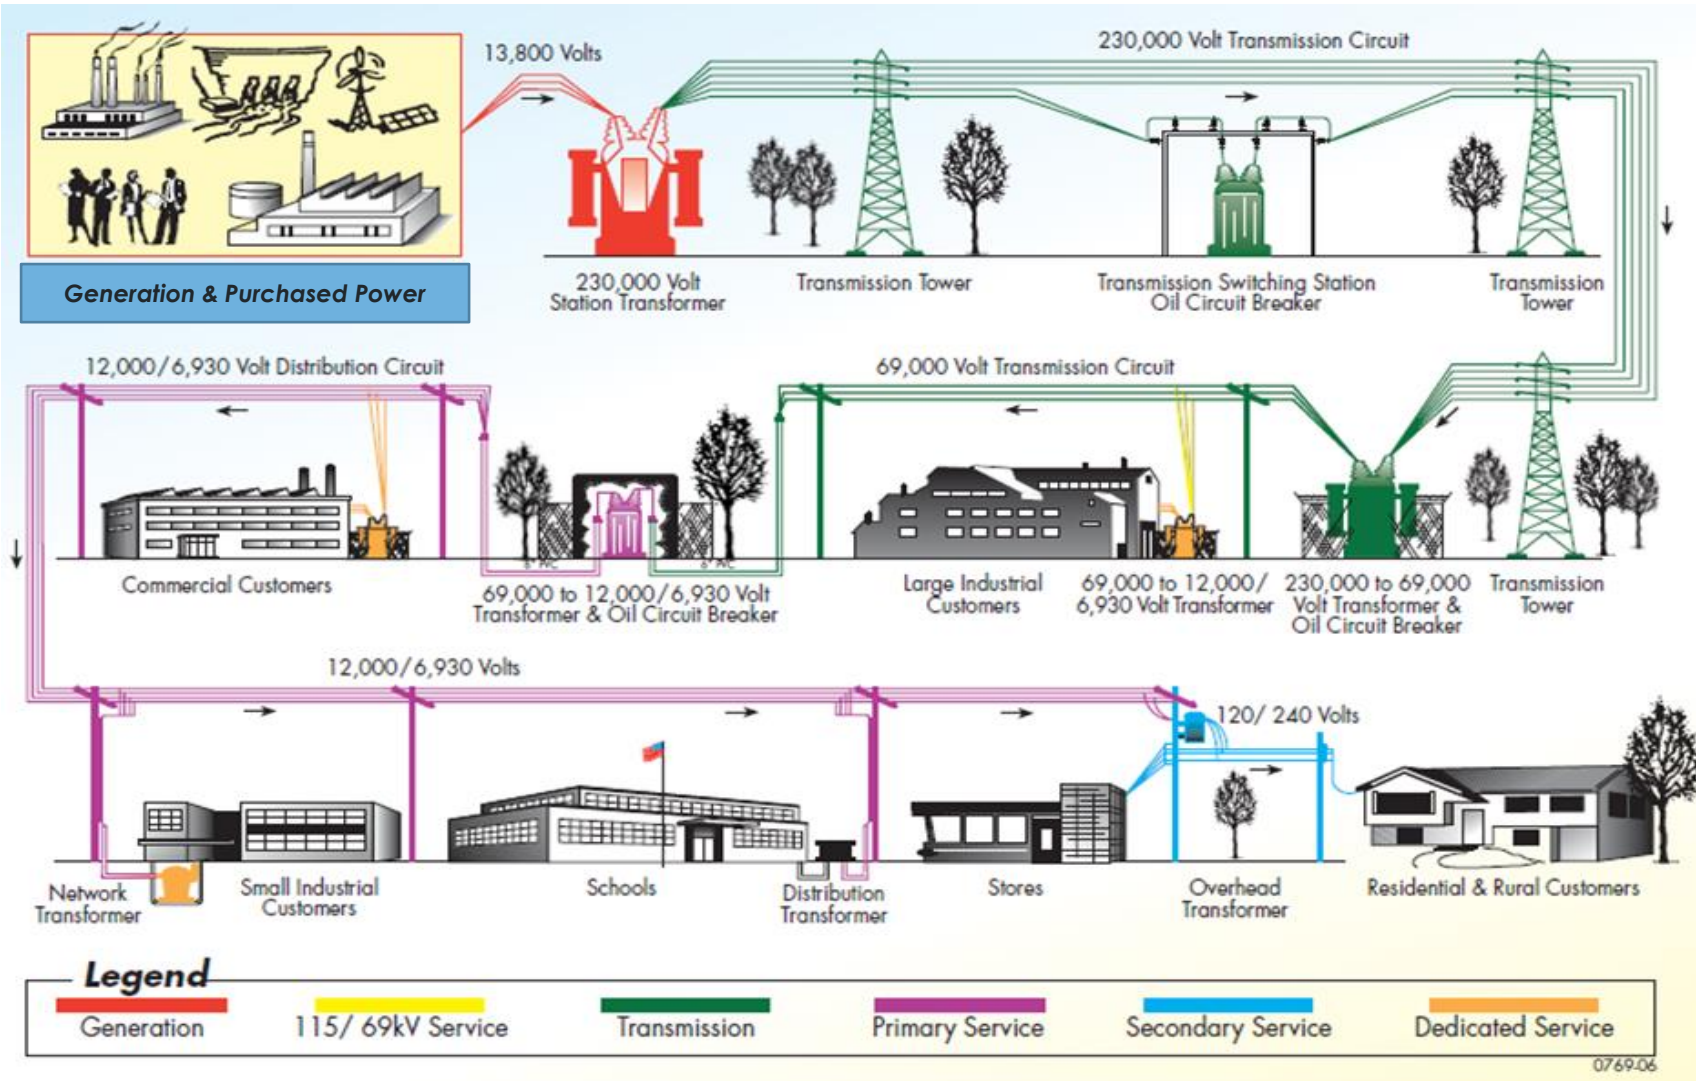 13,800 Volts
230,000 Volt Transmission Circuit
Generation & Purchased Power
230,000 Volt
Station Transformer
Transmission Tower
Transmission Switching Station
Oil Circuit Breaker
Transmission
Tower
12,000/6,930 Volt Distribution Circuit
69,000 Volt Transmission Circuit
6" PVC
6" PVC
Commercial Customers
69,000 to 12,000/6,930 Volt
Transformer & Oil Circuit Breaker
Large Industrial
Customers
69,000 to 12,000/
6,930 Volt Transformer
230,000 to 69,000
Volt Transformer &
Oil Circuit Breaker
Transmission
Tower
12,000/6,930 Volts
120/ 240 Volts
Network
Transformer
Small Industrial
Customers
Schools
Distribution
Transformer
Stores
Overhead
Transformer
Residential & Rural Customers
Legend
Generation
115/ 69kV Service
Transmission
Primary Service
Secondary Service
Dedicated Service
0769-06